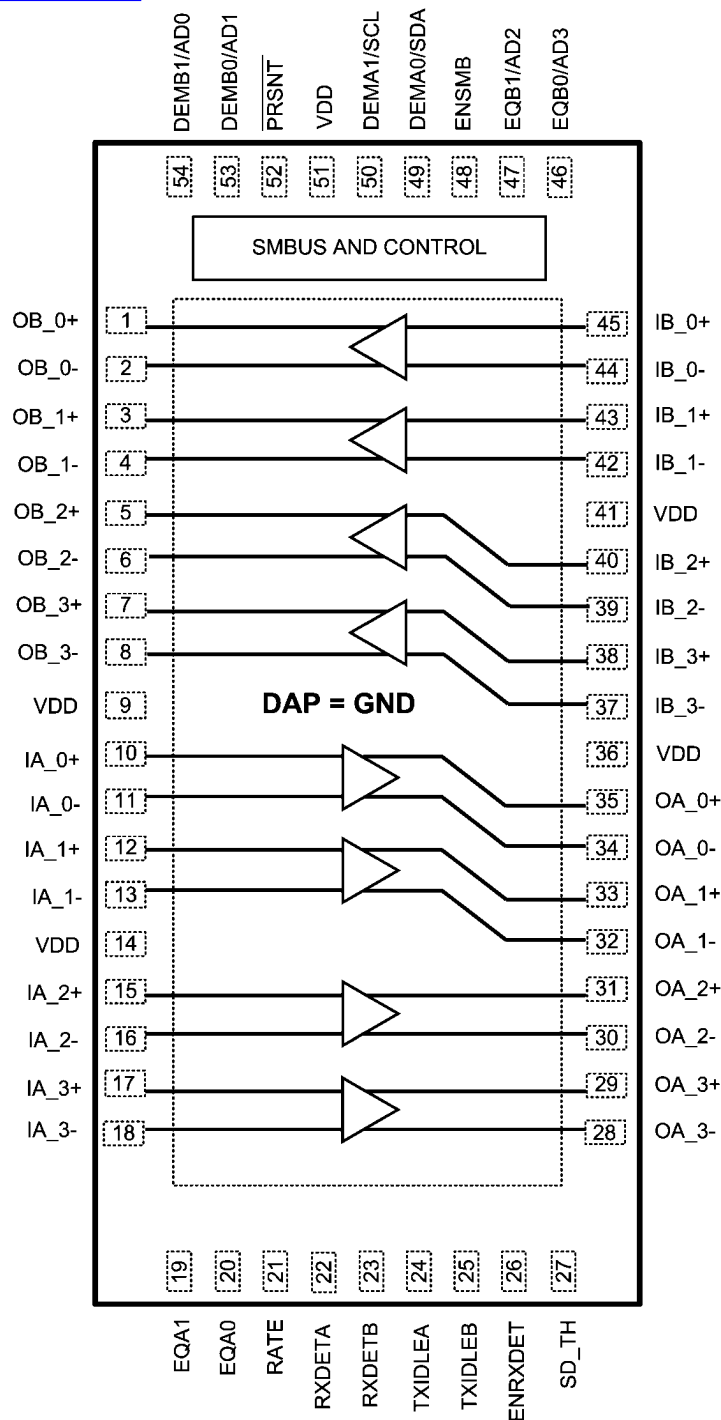 DEMB1/AD0
DEMB0/AD1
PRSNT
VDD
DEMA1/SCL
DEMA0/SDA
ENSMB
EQB1/AD2
EQB0/AD3
54
53
52
51
50
49
48
47
46
SMBUS AND CONTROL
OB_0+ 1 45 IB_0+
OB_0- 2 44 IB_0-
OB_1+ 3 43 IB_1+
OB_1- 4 42 IB_1-
OB_2+ 5 41 VDD
OB_2- 6 40 IB_2+
OB_3+ 7 39 IB_2-
OB_3- 8 38 IB_3+
VDD 9 DAP = GND 37 IB_3-
IA_0+ 10 36 VDD
IA_0- 11 35 OA_0+
IA_1+ 12 34 OA_0-
IA_1- 13 33 OA_1+
VDD 14 32 OA_1-
IA_2+ 15 31 OA_2+
IA_2- 16 30 OA_2-
IA_3+ 17 29 OA_3+
IA_3- 18 28 OA_3-
19
20
21
22
23
24
25
26
27
EQA1
EQA0
RATE
RXDETA
RXDETB
TXIDLEA
TXIDLEB
ENRXDET
SD_TH